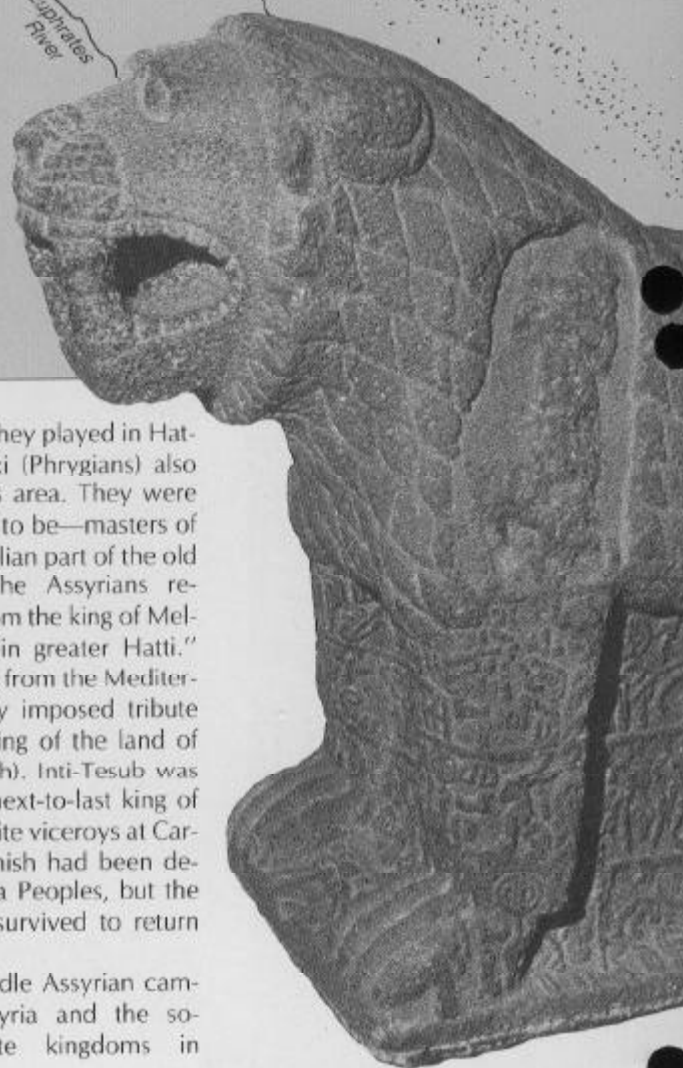 Euphrates
River
hey played in Hat-
i (Phrygians) also
s area. They were
to be—masters of
lian part of the old
he Assyrians re-
om the king of Mel-
in greater Hatti."
from the Mediter-
y imposed tribute
ing of the land of
h). Inti-Tesub was
next-to-last king of
ite viceroys at Car-
nish had been de-
a Peoples, but the
survived to return
dle Assyrian cam-
yria and the so-
te kingdoms in